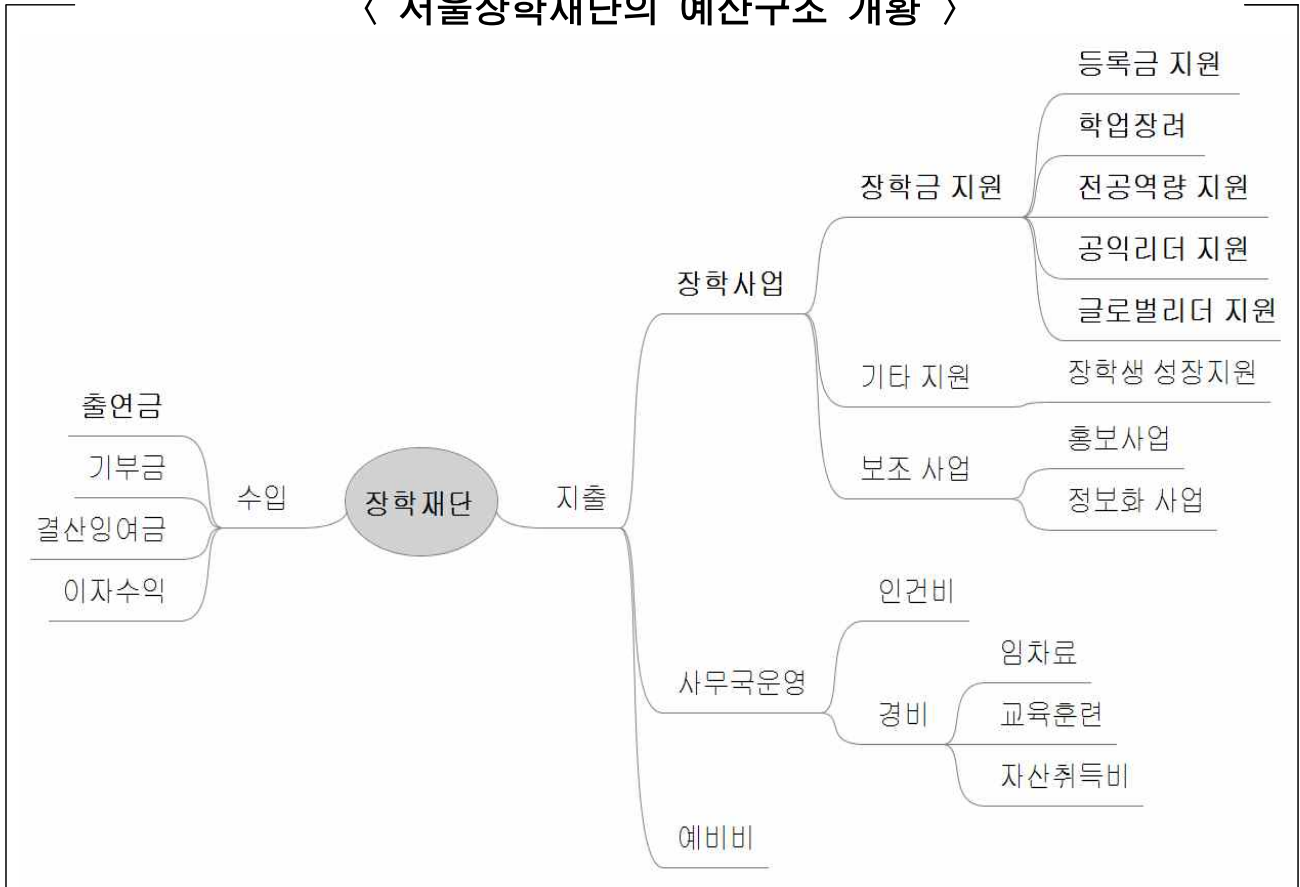 〈 서울장학재단의 예산구조 개황 〉
등록금 지원
학업장려
장학금 지원
전공역량 지원
공익리더 지원
장학사업
글로벌리더 지원
기타 지원
장학생 성장지원
출연금
홍보사업
기부금
보조 사업
수입
장학재단
지출
정보화 사업
결산잉여금
이자수익
인건비
임차료
사무국운영
경비
교육훈련
자산취득비
예비비